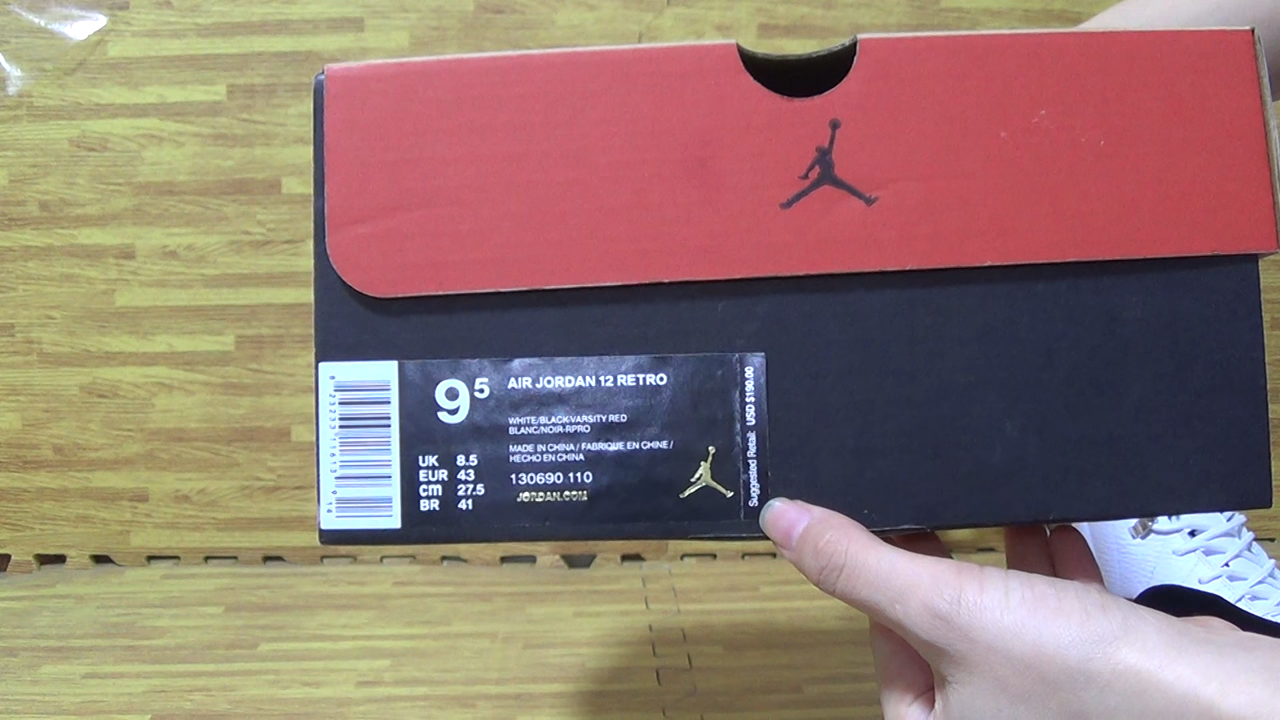 9⁵
AIR JORDAN 12 RETRO
WHITE/BLACK-VARSITY RED
BLANC/NOIR-RPRO
MADE IN CHINA / FABRIQUE EN CHINE /
HECHO EN CHINA
130690 110
JORDAN.COM
UK 8.5
EUR 43
cm 27.5
BR 41
Suggested Retail: USD $190.00